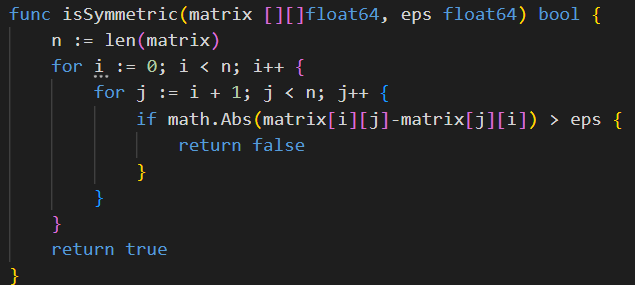 func isSymmetric(matrix [][]float64, eps float64) bool {
    n := len(matrix)
    for i := 0; i < n; i++ {
        for j := i + 1; j < n; j++ {
            if math.Abs(matrix[i][j]-matrix[j][i]) > eps {
                return false
            }
        }
    }
    return true
}